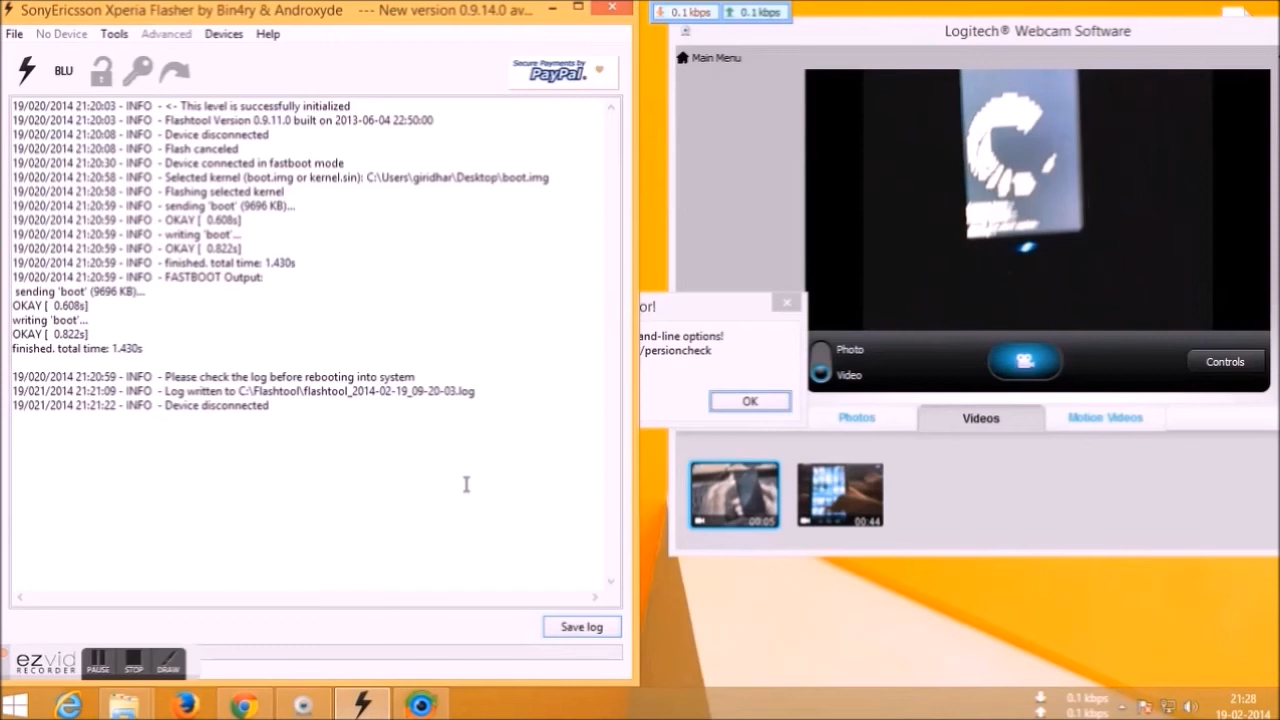 SonyEricsson Xperia Flasher by Bin4ry & Androxyde --- New version 0.9.14.0 av...
File No Device Tools Advanced Devices Help
BLU
Secure Payments by
PayPal.
19/020/2014 21:20:03 - INFO - <- This level is successfully initialized
19/020/2014 21:20:03 - INFO - Flashtool Version 0.9.11.0 built on 2013-06-04 22:50:00
19/020/2014 21:20:08 - INFO - Device disconnected
19/020/2014 21:20:08 - INFO - Flash canceled
19/020/2014 21:20:30 - INFO - Device connected in fastboot mode
19/020/2014 21:20:58 - INFO - Selected kernel (boot.img or kernel.sin): C:\Users\giridhar\Desktop\boot.img
19/020/2014 21:20:58 - INFO - Flashing selected kernel
19/020/2014 21:20:59 - INFO - sending 'boot' (9696 KB)...
19/020/2014 21:20:59 - INFO - OKAY [ 0.608s]
19/020/2014 21:20:59 - INFO - writing 'boot'...
19/020/2014 21:20:59 - INFO - OKAY [ 0.822s]
19/020/2014 21:20:59 - INFO - finished. total time: 1.430s
19/020/2014 21:20:59 - INFO - FASTBOOT Output:
sending 'boot' (9696 KB)...
OKAY [ 0.608s]
writing 'boot'...
OKAY [ 0.822s]
finished. total time: 1.430s
19/020/2014 21:20:59 - INFO - Please check the log before rebooting into system
19/021/2014 21:21:09 - INFO - Log written to C:\Flashtool\flashtool_2014-02-19_09-20-03.log
19/021/2014 21:21:22 - INFO - Device disconnected
Save log
ezvid
RECORDER
PAUSE STOP DRAW
0.1 kbps 0.1 kbps
Logitech® Webcam Software
Main Menu
or!
and-line options!
/persioncheck
OK
Photo
Video
Controls
Photos Videos Motion Videos
00:05 00:44
0.1 kbps
0.1 kbps
21:28
19-02-2014